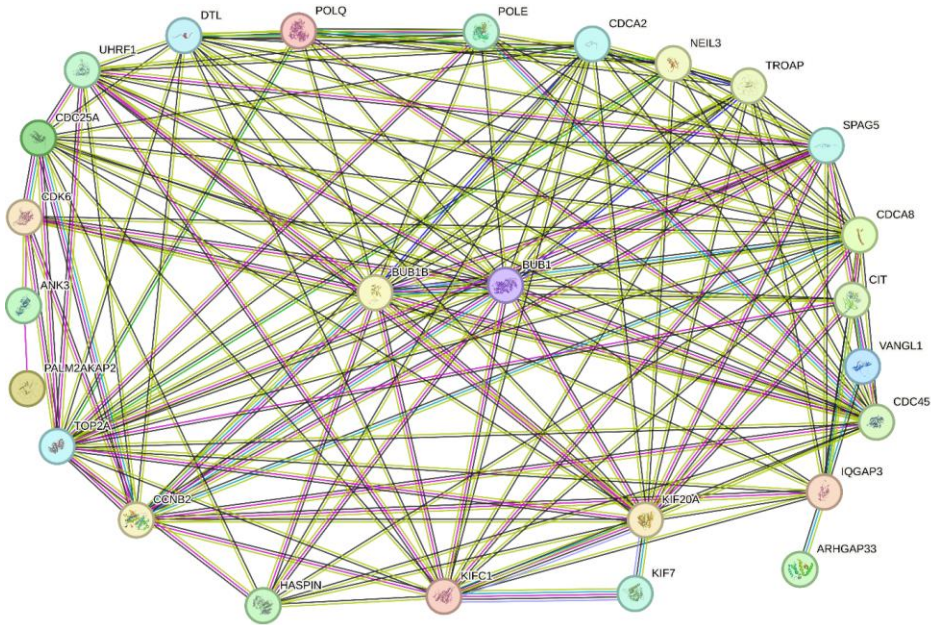 DTL
POLQ
POLE
CDCA2
UHRF1
NEIL3
TROAP
CDC25A
SPAG5
CDK6
CDCA8
BUB1B
BUB1
ANK3
CIT
VANGL1
PALM2AKAP2
CDC45
TOP2A
IQGAP3
CCNB2
KIF20A
ARHGAP33
HASPIN
KIFC1
KIF7